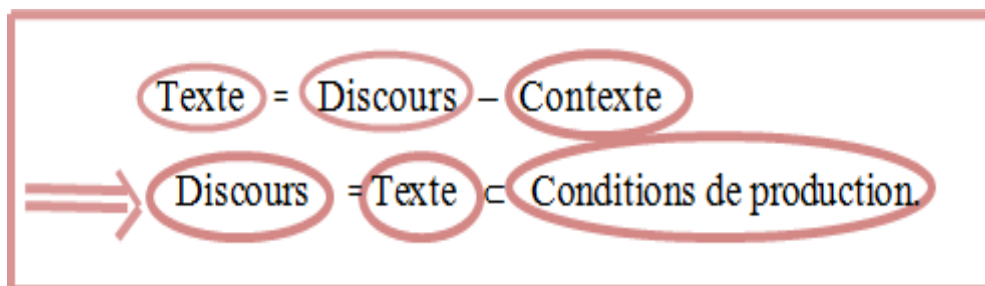 Texte = Discours – Contexte
Discours = Texte ⊂ Conditions de production.